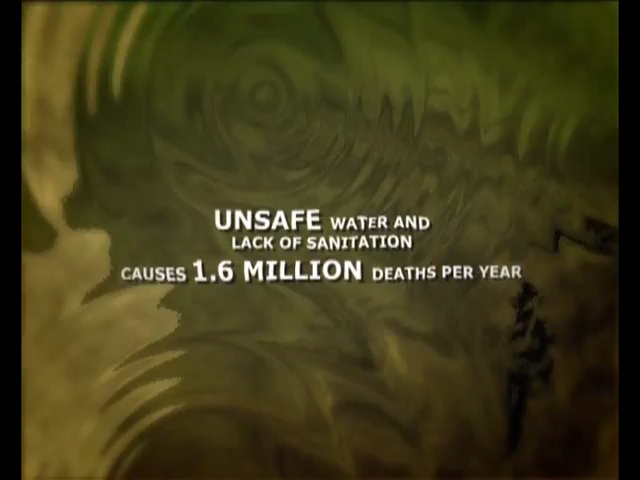 UNSAFE WATER AND
LACK OF SANITATION
CAUSES 1.6 MILLION DEATHS PER YEAR